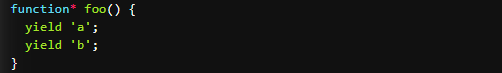 function* foo() {
  yield 'a';
  yield 'b';
}